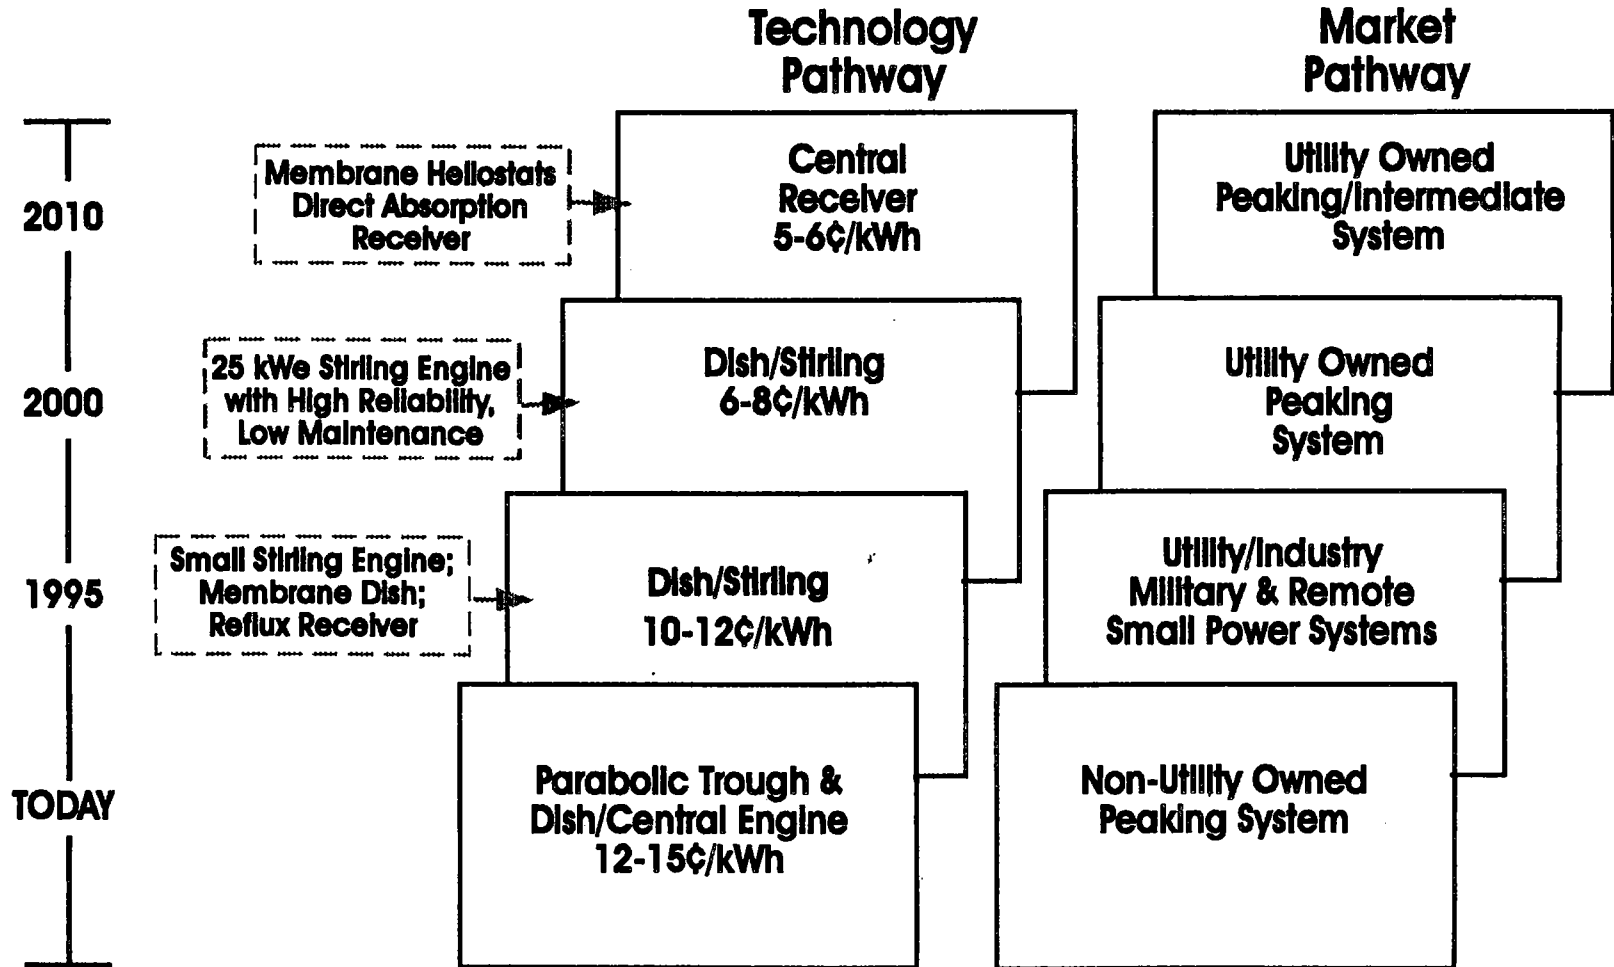 Technology
Pathway
Market
Pathway
2010
Membrane Heliostats
Direct Absorption
Receiver
Central
Receiver
5-6¢/kWh
Utility Owned
Peaking/Intermediate
System
2000
25 kWe Stirling Engine
with High Reliability,
Low Maintenance
Dish/Stirling
6-8¢/kWh
Utility Owned
Peaking
System
1995
Small Stirling Engine;
Membrane Dish;
Reflux Receiver
Dish/Stirling
10-12¢/kWh
Utility/Industry
Military & Remote
Small Power Systems
TODAY
Parabolic Trough &
Dish/Central Engine
12-15¢/kWh
Non-Utility Owned
Peaking System